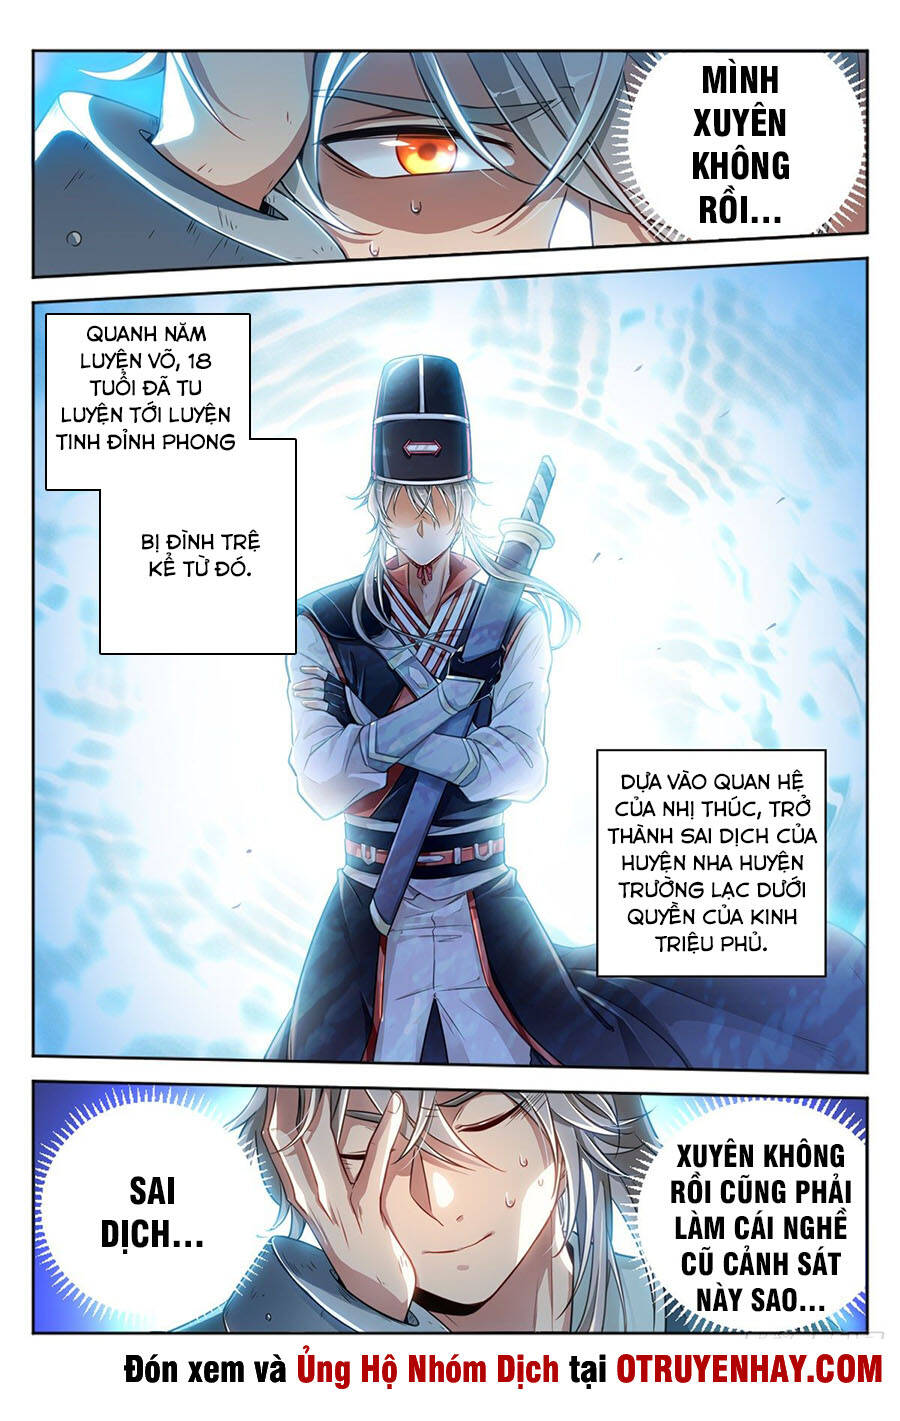 MÌNH
XUYÊN
KHÔNG
RỒI...
QUANH NĂM
LUYỆN VÕ, 18
TUỔI ĐÃ TU
LUYỆN TỚI LUYỆN
TINH ĐỈNH PHONG
BỊ ĐÌNH TRỆ
KỂ TỪ ĐÓ.
DỰA VÀO QUAN HỆ
CỦA NHỊ THÚC, TRỞ
THÀNH SAI DỊCH CỦA
HUYỆN NHA HUYỆN
TRƯỜNG LẠC DƯỚI
QUYỀN CỦA KINH
TRIỆU PHỦ.
SAI
DỊCH...
XUYÊN KHÔNG
RỒI CŨNG PHẢI
LÀM CÁI NGHỀ
CŨ CẢNH SÁT
NÀY SAO...
Đón xem và Ủng Hộ Nhóm Dịch tại OTRUYENHAY.COM